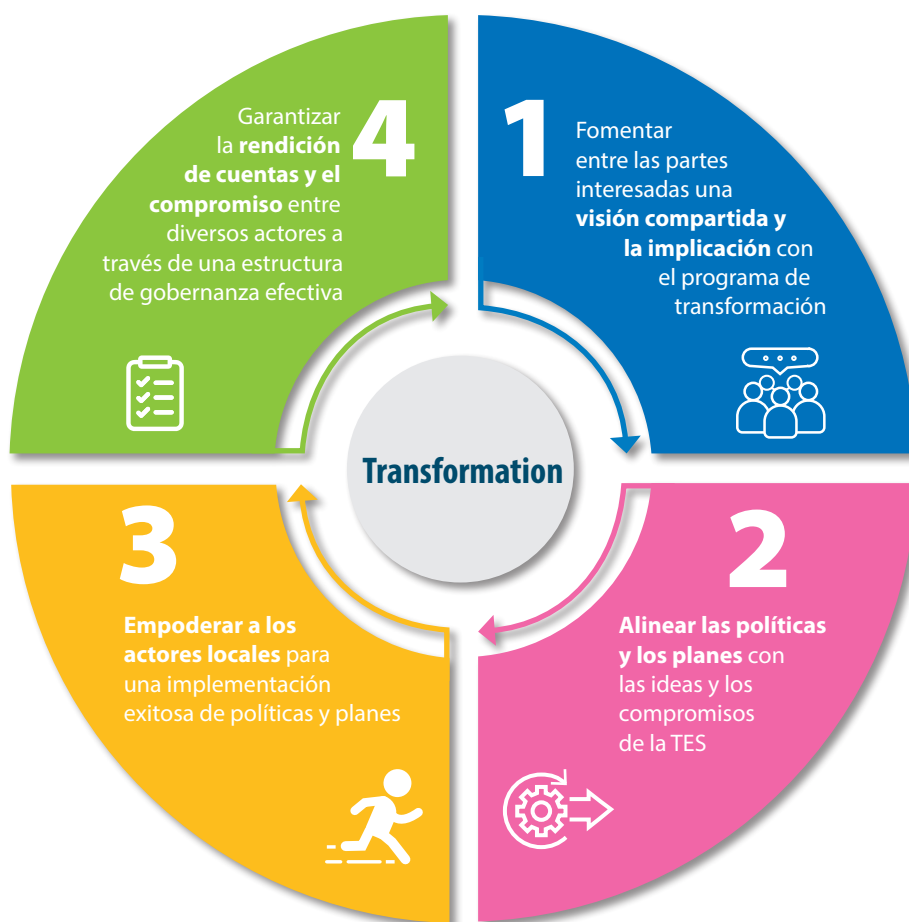 1
Fomentar
entre las partes
interesadas una
visión compartida y
la implicación con
el programa de
transformación
2
Alinear las políticas
y los planes con
las ideas y los
compromisos
de la TES
3
Empoderar a los
actores locales para
una implementación
exitosa de políticas y planes
4
Garantizar
la rendición
de cuentas y el
compromiso entre
diversos actores a
través de una estructura
de gobernanza efectiva
Transformation